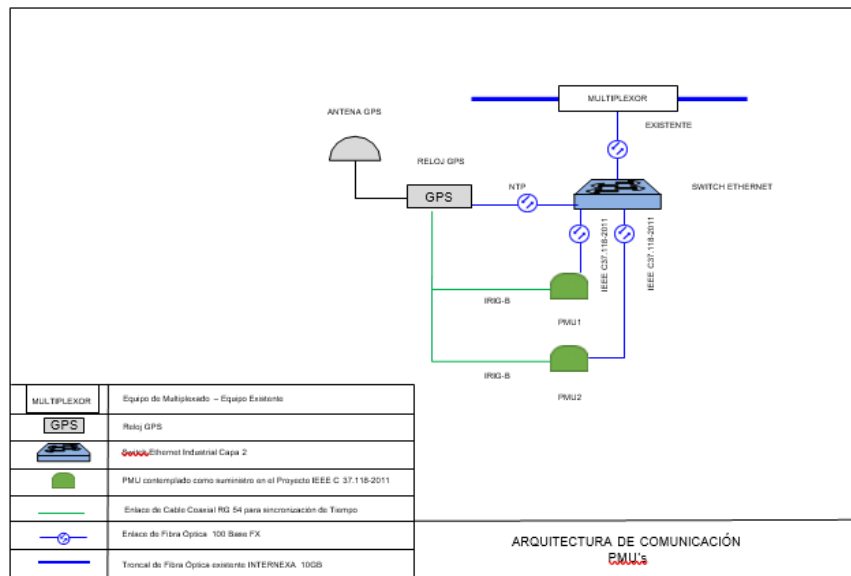 MULTIPLEXOR
EXISTENTE
ANTENA GPS
RELOJ GPS
GPS
NTP
SWITCH ETHERNET
IEEE C37.118-2011
IEEE C37.118-2011
IRIG-B
PMU1
IRIG-B
PMU2
MULTIPLEXOR
Equipo de Multiplexado – Equipo Existente
GPS
Reloj GPS
Switch Ethernet Industrial Capa 2
PMU contemplado como suministro en el Proyecto IEEE C 37.118-2011
Enlace de Cable Coaxial RG 54 para sincronización de Tiempo
Enlace de Fibra Optica 100 Base FX
Troncal de Fibra Óptica existente INTERNEXA 10GB
ARQUITECTURA DE COMUNICACIÓN
PMU's